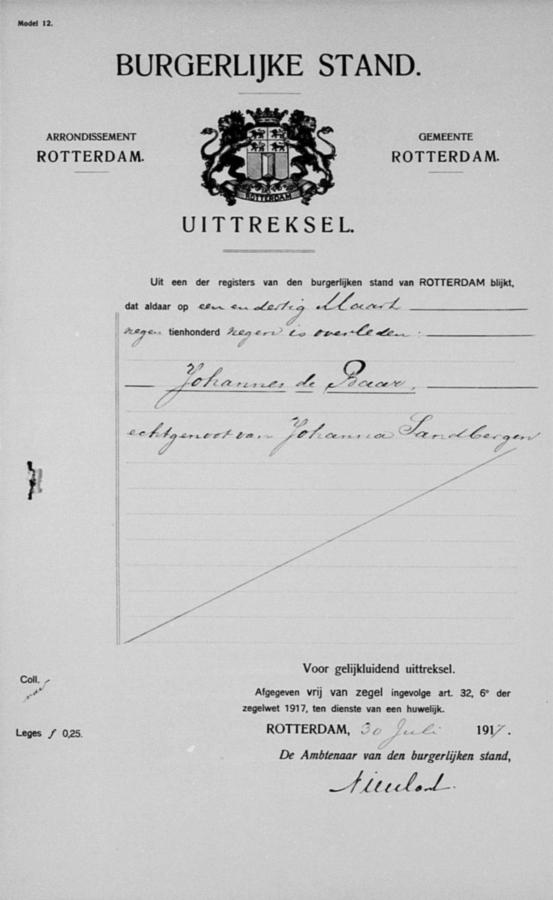 Model 12.
BURGERLIJKE STAND.
ARRONDISSEMENT
ROTTERDAM.
GEMEENTE
ROTTERDAM.
ROTTERDAM
UITTREKSEL.
Uit een der registers van den burgerlijken stand van ROTTERDAM blijkt,
dat aldaar op een en dertig Maart
negen tienhonderd negen is overleden:
Johannes de Baar,
echtgenoot van Johanna Sandbergen
Voor gelijkluidend uittreksel.
Coll.
Afgegeven vrij van zegel ingevolge art. 32, 6° der
zegelwet 1917, ten dienste van een huwelijk.
Leges ƒ 0,25.
ROTTERDAM, 30 Juli 1917.
De Ambtenaar van den burgerlijken stand,